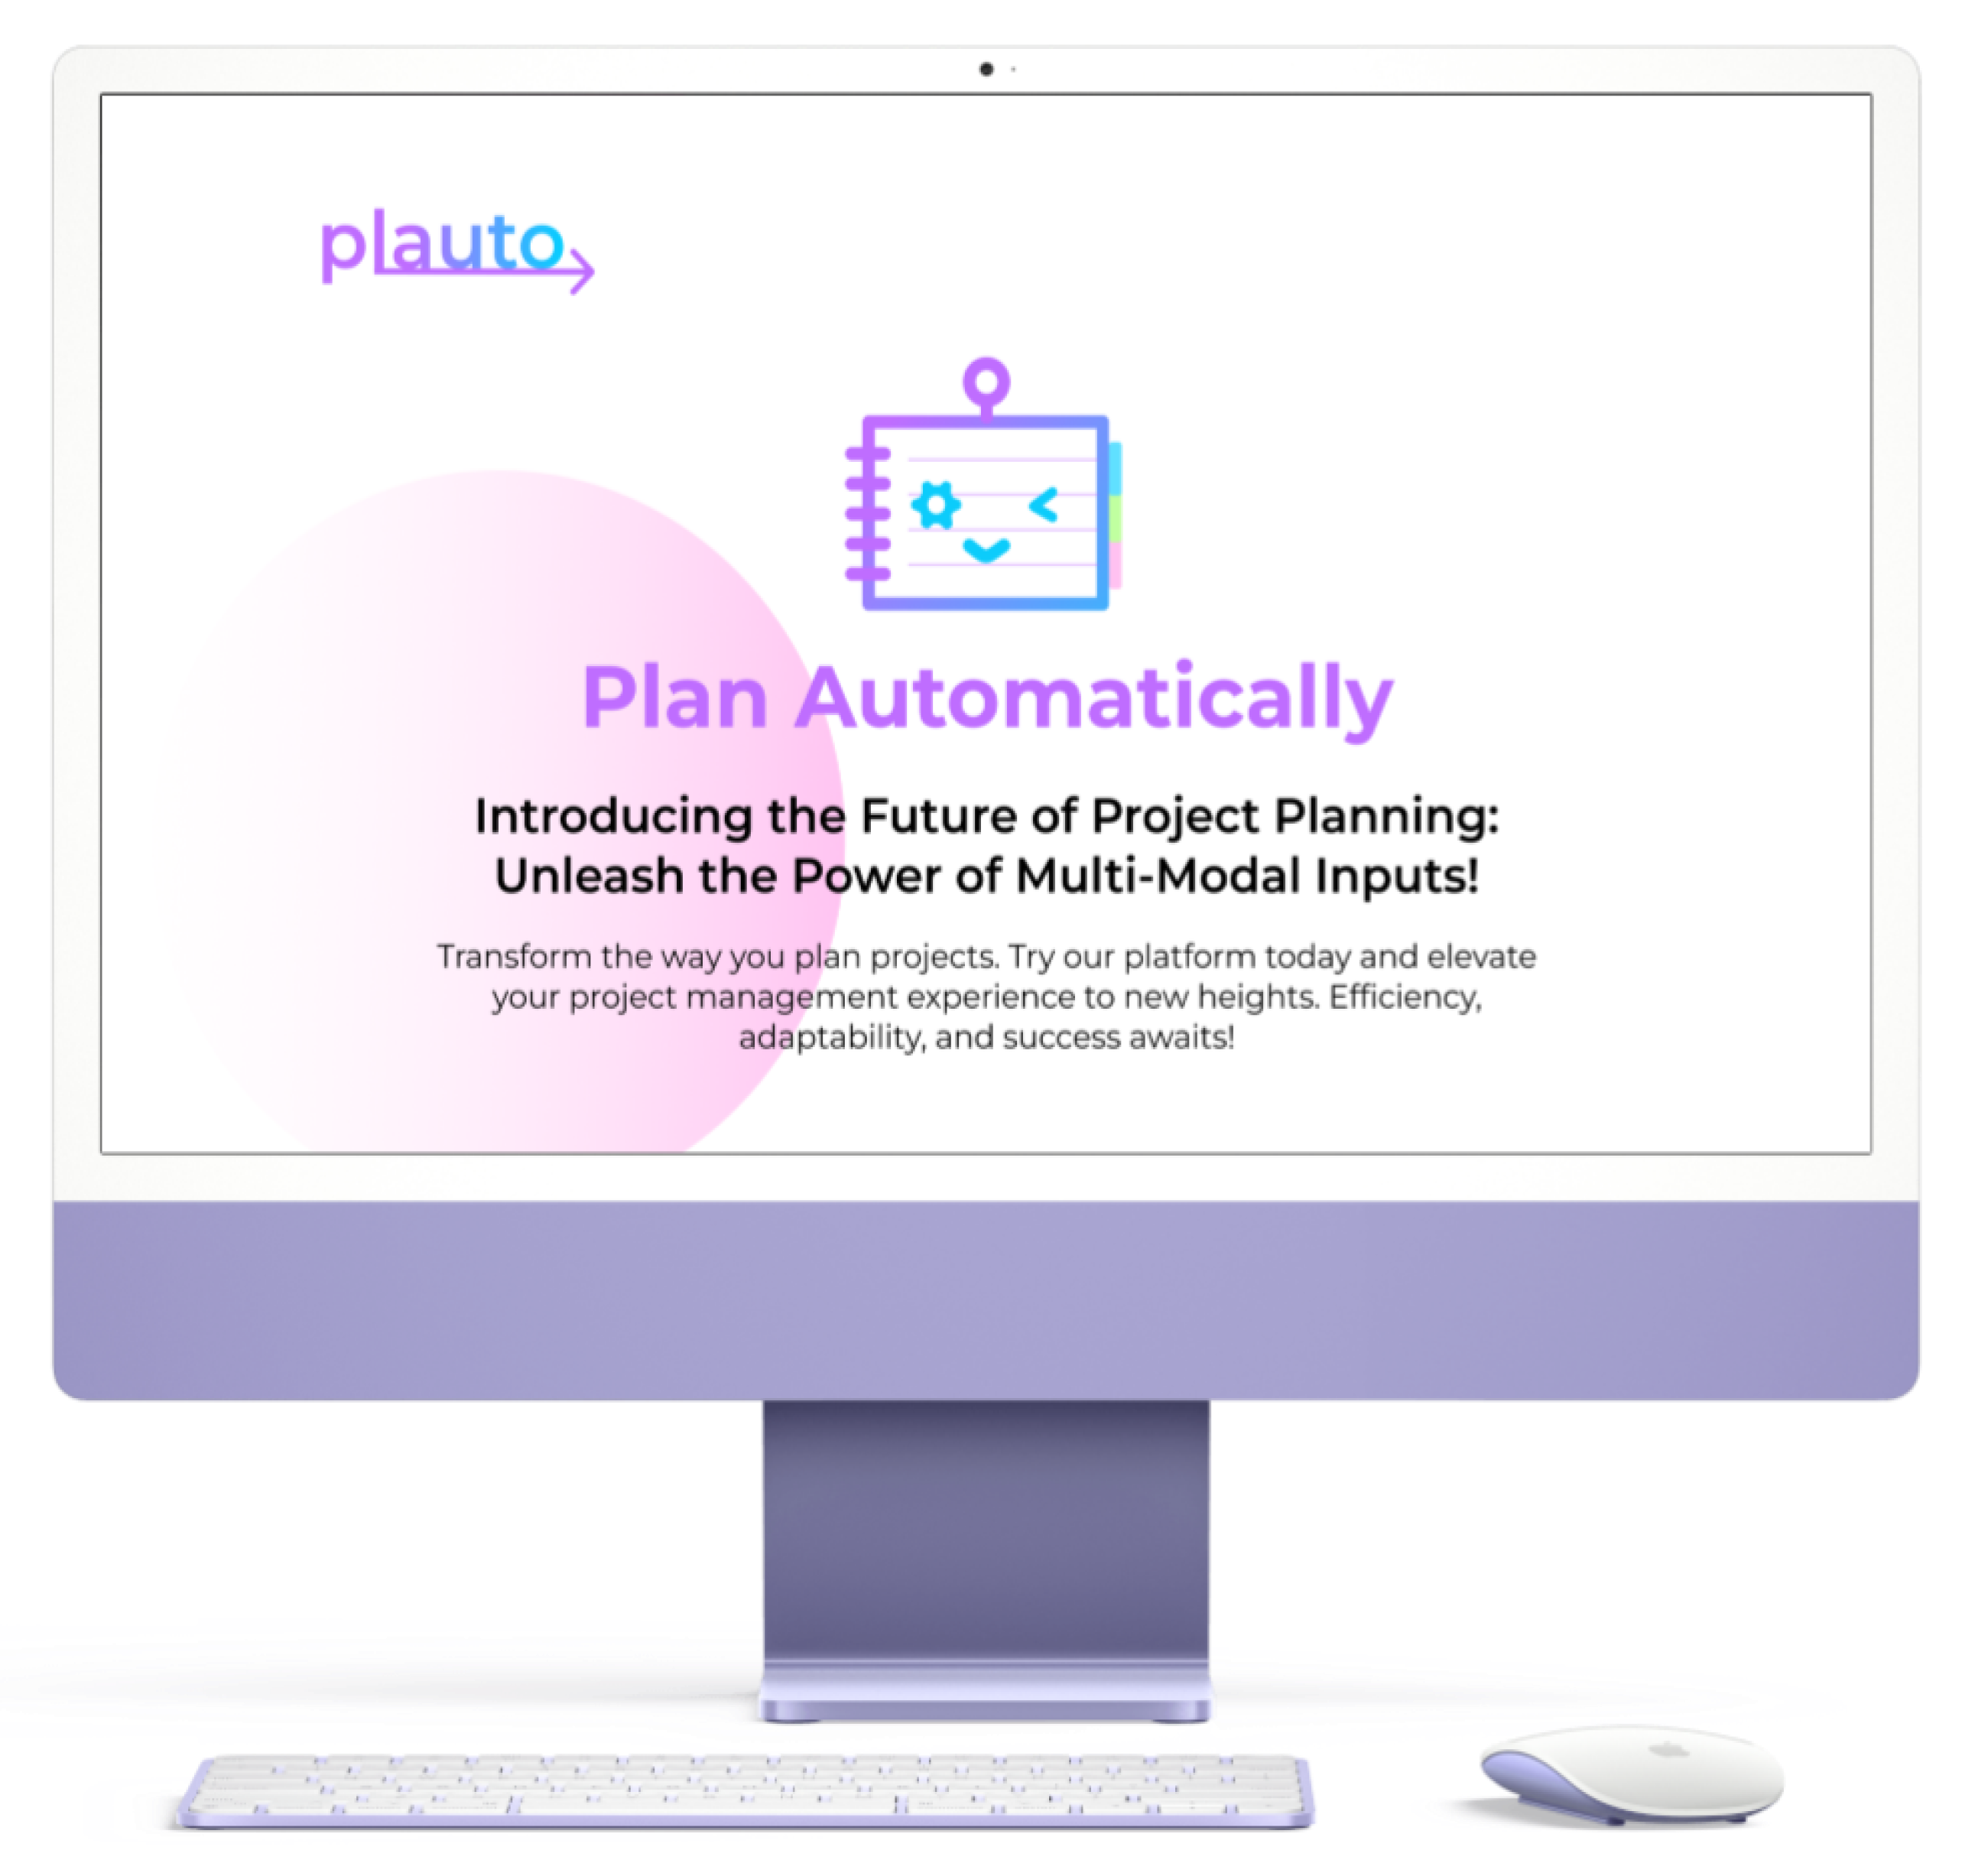 plauto
Plan Automatically
Introducing the Future of Project Planning:
Unleash the Power of Multi-Modal Inputs!
Transform the way you plan projects. Try our platform today and elevate
your project management experience to new heights. Efficiency,
adaptability, and success awaits!